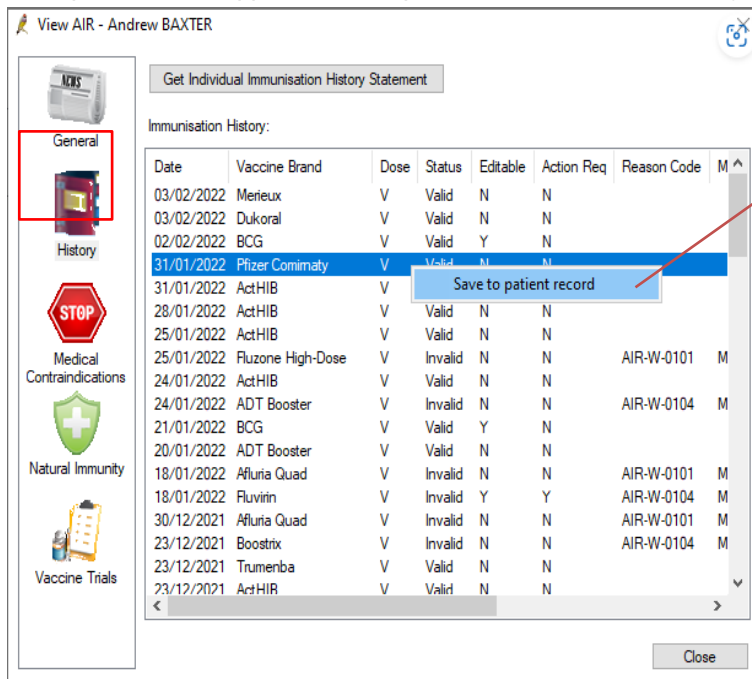 View AIR - Andrew BAXTER
NEWS
General
History
STOP
Medical
Contraindications
Natural Immunity
Vaccine Trials
Get Individual Immunisation History Statement
Immunisation History:
Date Vaccine Brand Dose Status Editable Action Req Reason Code M
03/02/2022 Merieux V Valid N N
03/02/2022 Dukoral V Valid N N
02/02/2022 BCG V Valid Y N
31/01/2022 Pfizer Comirnaty V Valid N N
31/01/2022 ActHIB V
Save to patient record
28/01/2022 ActHIB V Valid N N
25/01/2022 ActHIB V Valid N N
25/01/2022 Fluzone High-Dose V Invalid N N AIR-W-0101 M
24/01/2022 ActHIB V Valid N N
24/01/2022 ADT Booster V Invalid N N AIR-W-0104 M
21/01/2022 BCG V Valid Y N
20/01/2022 ADT Booster V Valid N N
18/01/2022 Afluria Quad V Invalid N N AIR-W-0101 M
18/01/2022 Fluvirin V Invalid Y Y AIR-W-0104 M
30/12/2021 Afluria Quad V Invalid N N AIR-W-0101 M
23/12/2021 Boostrix V Invalid N N AIR-W-0104 M
23/12/2021 Trumenba V Valid N N
23/12/2021 ActHIB V Valid N N
Close